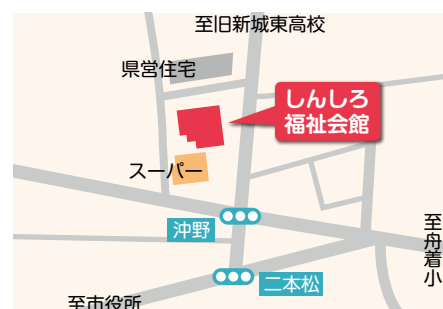 至旧新城東高校
県営住宅
しんしろ
福祉会館
スーパー
沖野
至舟着小
二本松
至市役所